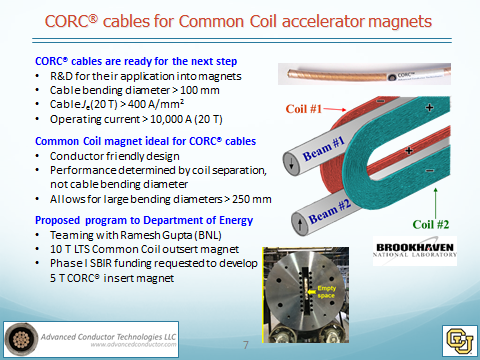 CORC® cables for Common Coil accelerator magnets
CORC® cables are ready for the next step
• R&D for their application into magnets
• Cable bending diameter > 100 mm
• Cable Je(20 T) > 400 A/mm²
• Operating current > 10,000 A (20 T)
Common Coil magnet ideal for CORC® cables
• Conductor friendly design
• Performance determined by coil separation,
not cable bending diameter
• Allows for large bending diameters > 250 mm
Proposed program to Department of Energy
• Teaming with Ramesh Gupta (BNL)
• 10 T LTS Common Coil outsert magnet
• Phase I SBIR funding requested to develop
5 T CORC® insert magnet
CORC
Coil #1
Beam #1
Beam #2
Coil #2
BROOKHAVEN
NATIONAL LABORATORY
Empty
space
Advanced Conductor Technologies LLC
www.advancedconductor.com
7
CU